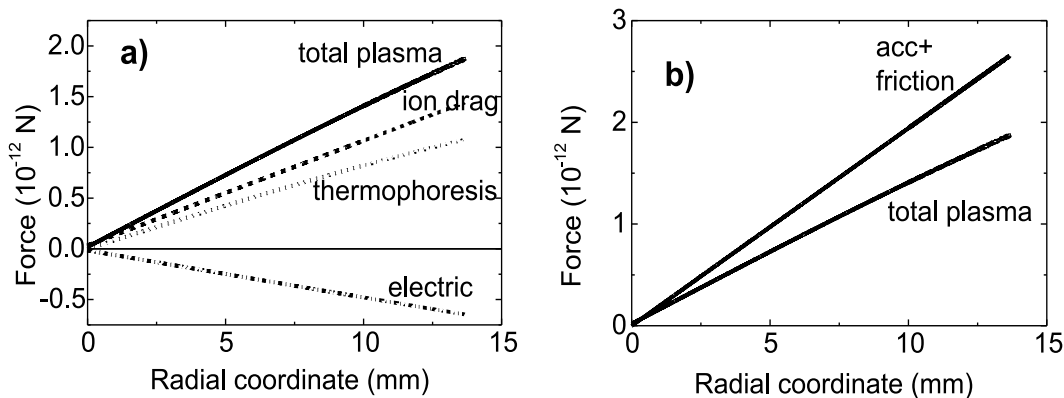 a)
total plasma
ion drag
thermophoresis
electric
2.0
1.5
1.0
0.5
0.0
-0.5
Force (10⁻¹² N)
0 5 10 15
Radial coordinate (mm)
b)
acc+
friction
total plasma
3
2
1
0
Force (10⁻¹² N)
0 5 10 15
Radial coordinate (mm)